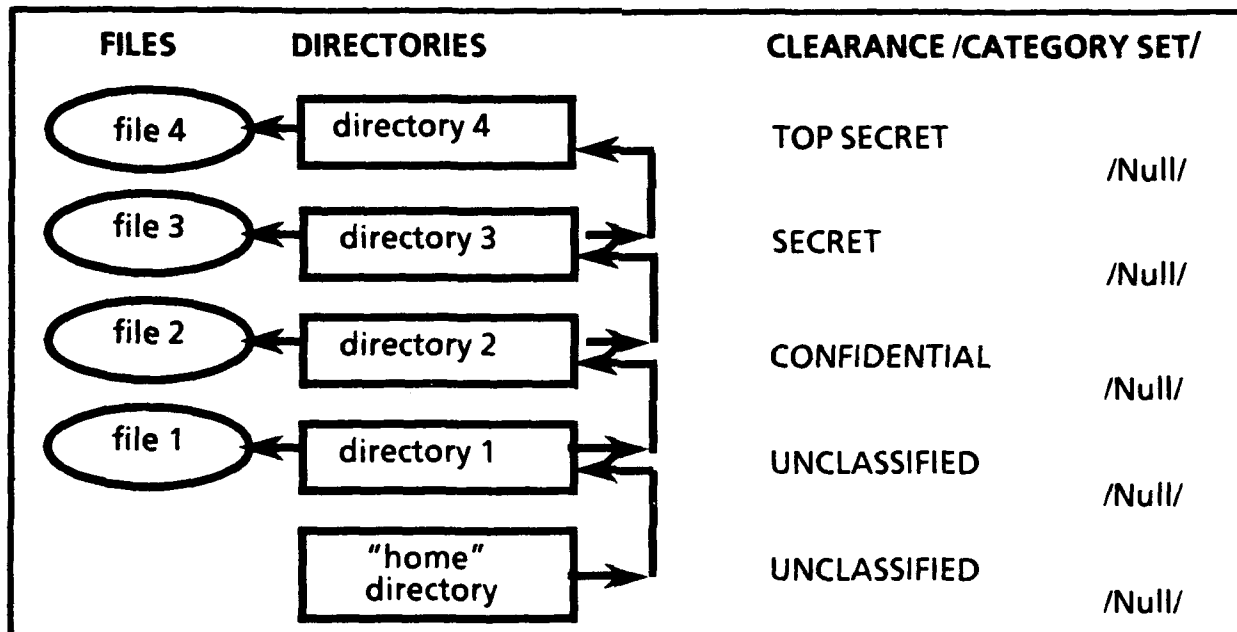 FILES DIRECTORIES CLEARANCE /CATEGORY SET/
file 4 directory 4 TOP SECRET
/Null/
file 3 directory 3 SECRET
/Null/
file 2 directory 2 CONFIDENTIAL
/Null/
file 1 directory 1 UNCLASSIFIED
/Null/
"home"
directory UNCLASSIFIED
/Null/